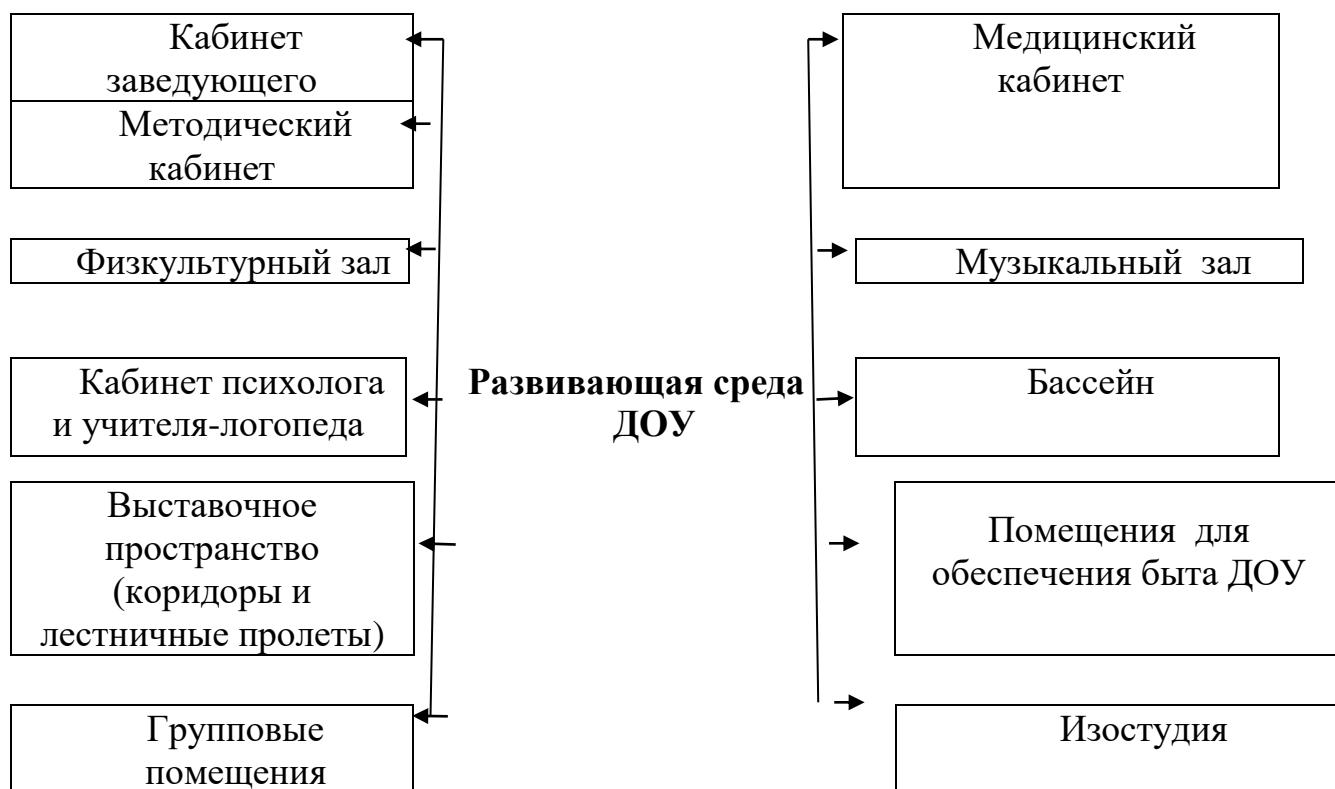 Кабинет
заведующего
Методический
кабинет
Физкультурный зал
Кабинет психолога
и учителя-логопеда
Выставочное
пространство
(коридоры и
лестничные пролеты)
Групповые
помещения
Развивающая среда
ДОУ
Медицинский
кабинет
Музыкальный зал
Бассейн
Помещения для
обеспечения быта ДОУ
Изостудия